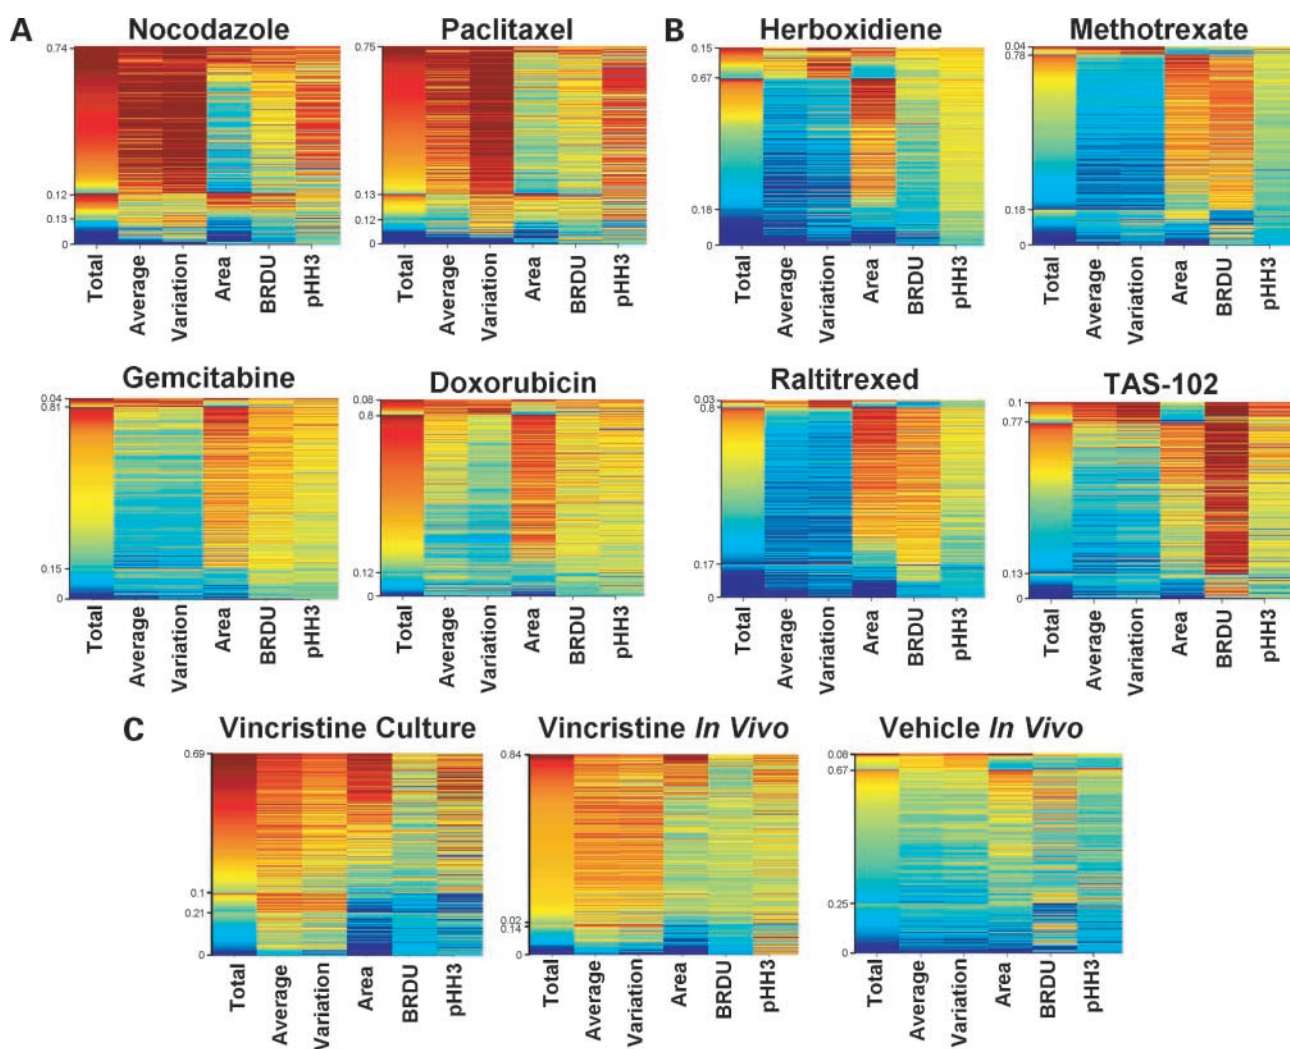 A
Nocodazole
Paclitaxel
B
Herboxidiene
Methotrexate
0.74
0.12
0.13
0
Total
Average
Variation
Area
BRDU
pHH3
0.75
0.13
0.12
0
Total
Average
Variation
Area
BRDU
pHH3
0.15
0.67
0.18
0
Total
Average
Variation
Area
BRDU
pHH3
0.04
0.78
0.18
0
Total
Average
Variation
Area
BRDU
pHH3
Gemcitabine
Doxorubicin
Raltitrexed
TAS-102
0.04
0.81
0.15
0
Total
Average
Variation
Area
BRDU
pHH3
0.08
0.8
0.12
0
Total
Average
Variation
Area
BRDU
pHH3
0.03
0.8
0.17
0
Total
Average
Variation
Area
BRDU
pHH3
0.1
0.77
0.13
0
Total
Average
Variation
Area
BRDU
pHH3
C
Vincristine Culture
Vincristine In Vivo
Vehicle In Vivo
0.69
0.1
0.21
0
Total
Average
Variation
Area
BRDU
pHH3
0.84
0.02
0.14
0
Total
Average
Variation
Area
BRDU
pHH3
0.08
0.67
0.25
0
Total
Average
Variation
Area
BRDU
pHH3